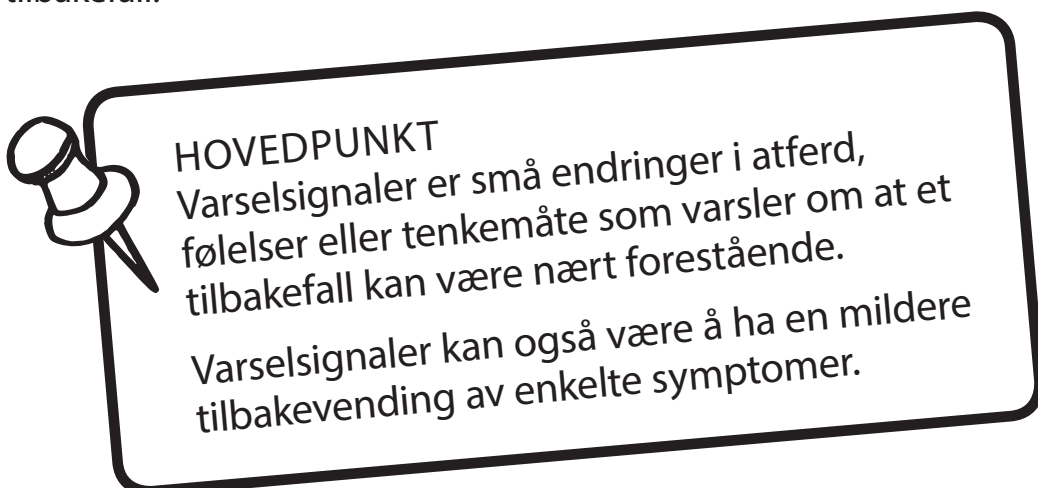 HOVEDPUNKT
Varselsignaler er små endringer i atferd,
følelser eller tenkemåte som varsler om at et
tilbakefall kan være nært forestående.
Varselsignaler kan også være å ha en mildere
tilbakevending av enkelte symptomer.